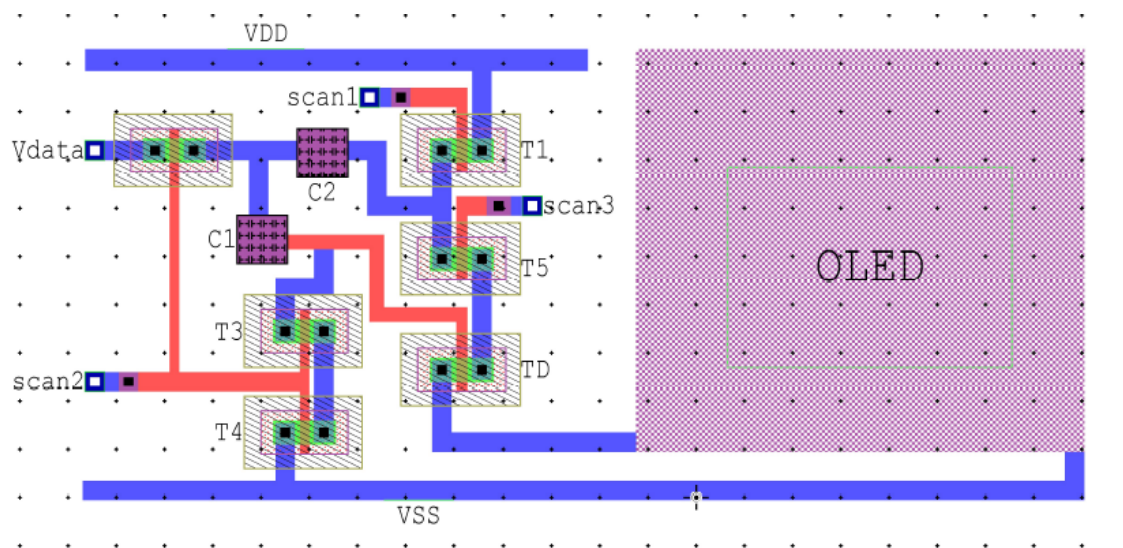 VDD
scan1
Vdata
T1
C2
scan3
C1
T5
OLED
T3
TD
scan2
T4
VSS